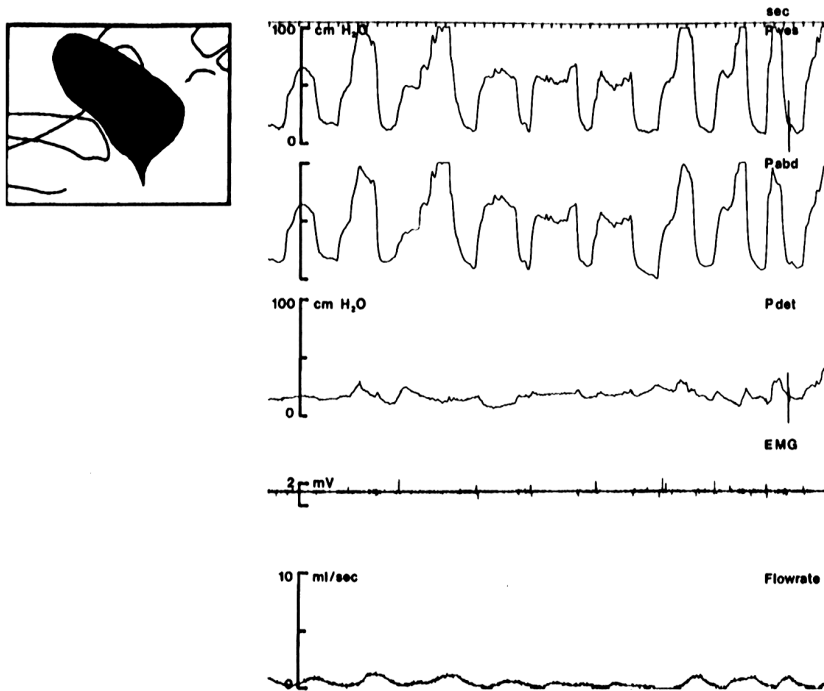 sec
100 cm H₂O Pves
0
Pabd
100 cm H₂O Pdet
0
EMG
2 mV
10 ml/sec Flowrate
0